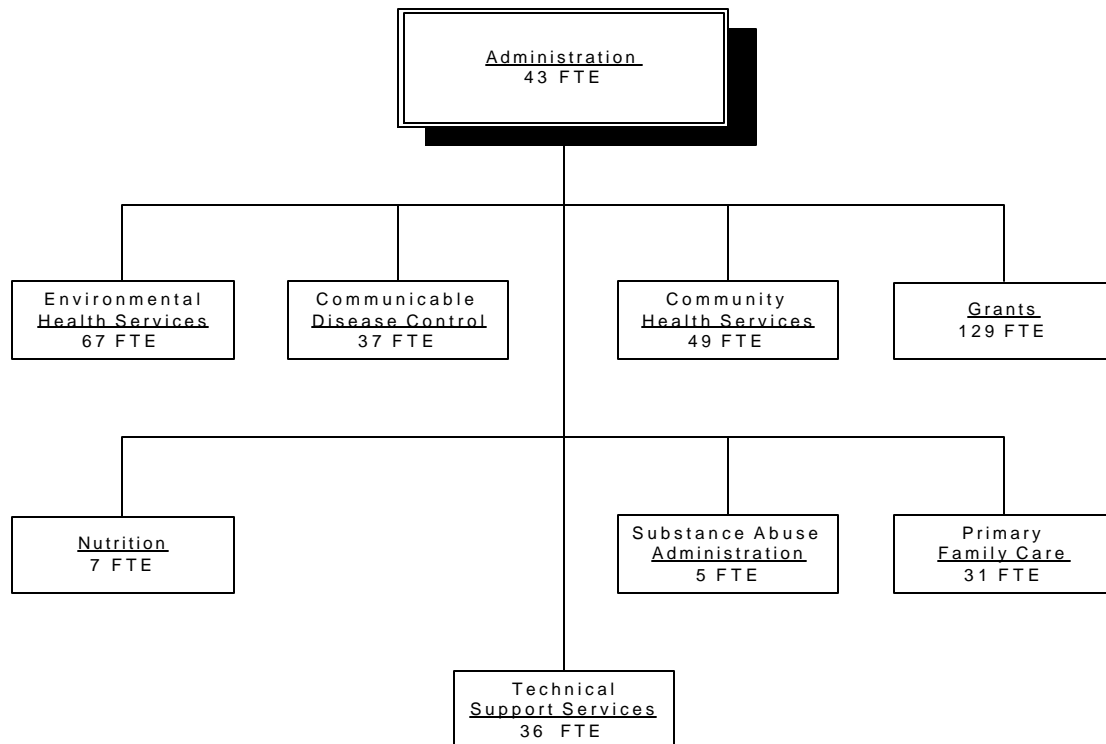 Administration
43 FTE
Environmental
Health Services
67 FTE
Communicable
Disease Control
37 FTE
Community
Health Services
49 FTE
Grants
129 FTE
Nutrition
7 FTE
Substance Abuse
Administration
5 FTE
Primary
Family Care
31 FTE
Technical
Support Services
36 FTE